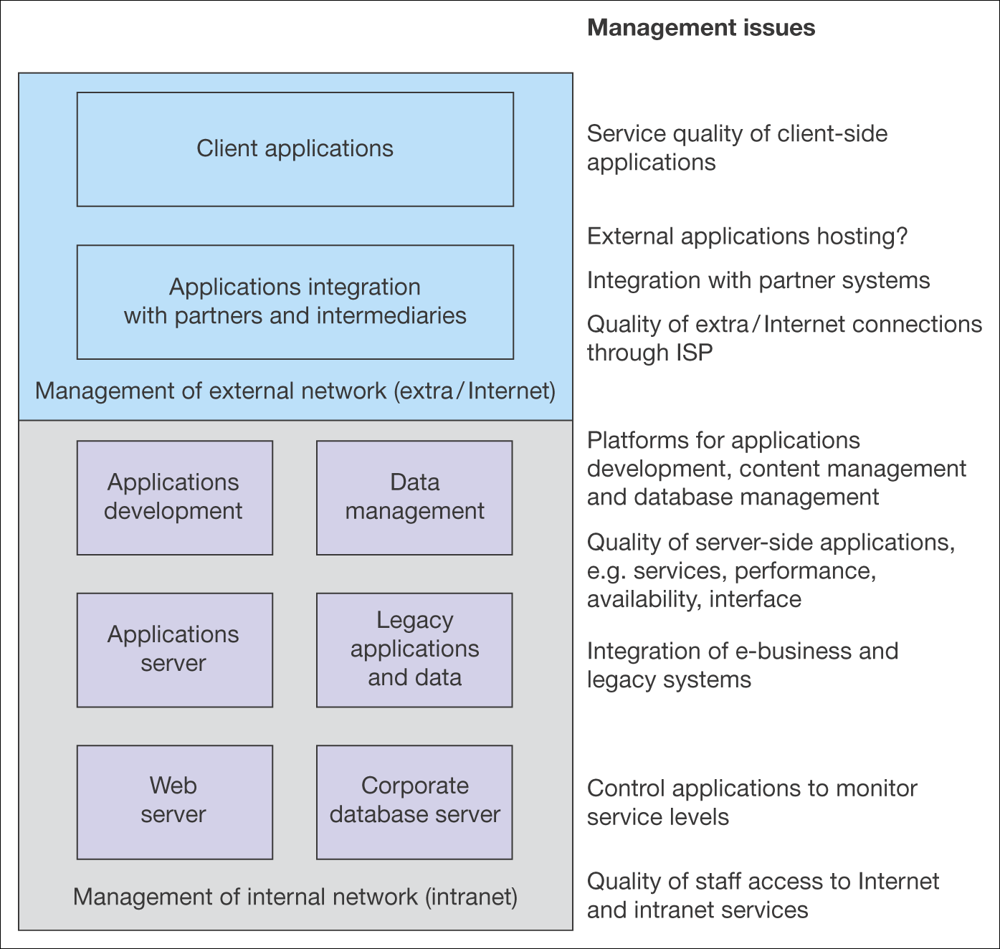 Management issues
Client applications
Service quality of client-side
applications
External applications hosting?
Applications integration
with partners and intermediaries
Integration with partner systems
Quality of extra/Internet connections
through ISP
Management of external network (extra/Internet)
Applications
development
Data
management
Platforms for applications
development, content management
and database management
Quality of server-side applications,
e.g. services, performance,
availability, interface
Applications
server
Legacy
applications
and data
Integration of e-business and
legacy systems
Web
server
Corporate
database server
Control applications to monitor
service levels
Management of internal network (intranet)
Quality of staff access to Internet
and intranet services